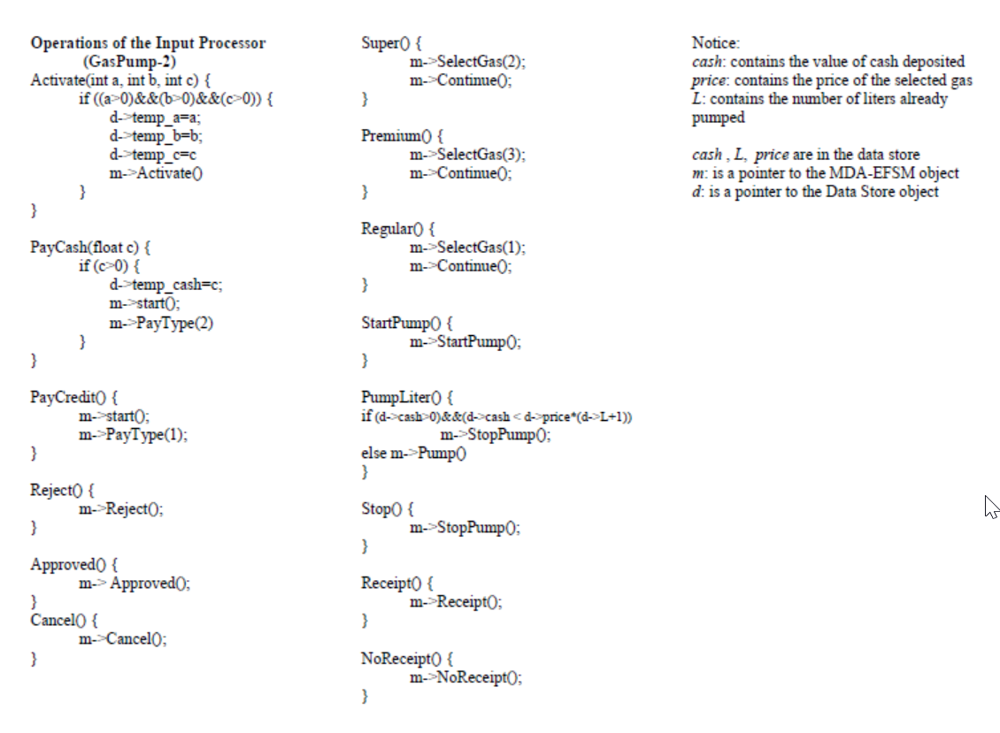 Operations of the Input Processor
(GasPump-2)
Activate(int a, int b, int c) {
if ((a>0)&&(b>0)&&(c>0)) {
d->temp_a=a;
d->temp_b=b;
d->temp_c=c
m->Activate()
}
}
PayCash(float c) {
if (c>0) {
d->temp_cash=c;
m->start();
m->PayType(2)
}
}
PayCredit() {
m->start();
m->PayType(1);
}
Reject() {
m->Reject();
}
Approved() {
m-> Approved();
}
Cancel() {
m->Cancel();
}
Super() {
m->SelectGas(2);
m->Continue();
}
Premium() {
m->SelectGas(3);
m->Continue();
}
Regular() {
m->SelectGas(1);
m->Continue();
}
StartPump() {
m->StartPump();
}
PumpLiter() {
if (d->cash>0)&&(d->cash < d->price*(d->L+1))
m->StopPump();
else m->Pump()
}
Stop() {
m->StopPump();
}
Receipt() {
m->Receipt();
}
NoReceipt() {
m->NoReceipt();
}
Notice:
cash: contains the value of cash deposited
price: contains the price of the selected gas
L: contains the number of liters already
pumped
cash , L, price are in the data store
m: is a pointer to the MDA-EFSM object
d: is a pointer to the Data Store object